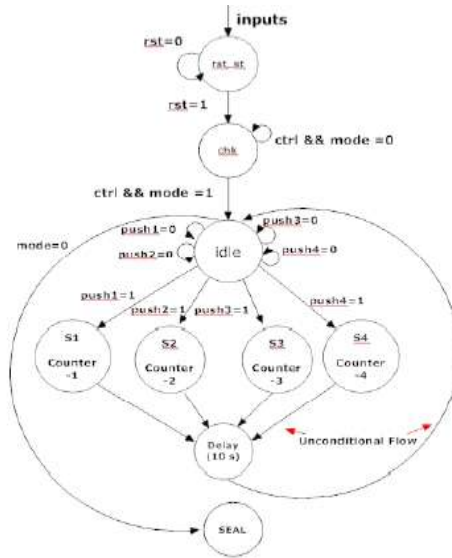 inputs
rst=0
rst_st
rst=1
chk
ctrl && mode =0
ctrl && mode =1
push1=0
push3=0
mode=0
push2=0
push4=0
idle
push1=1
push2=1
push3=1
push4=1
S1
Counter
-1
S2
Counter
-2
S3
Counter
-3
S4
Counter
-4
Delay
(10 s)
Unconditional Flow
SEAL